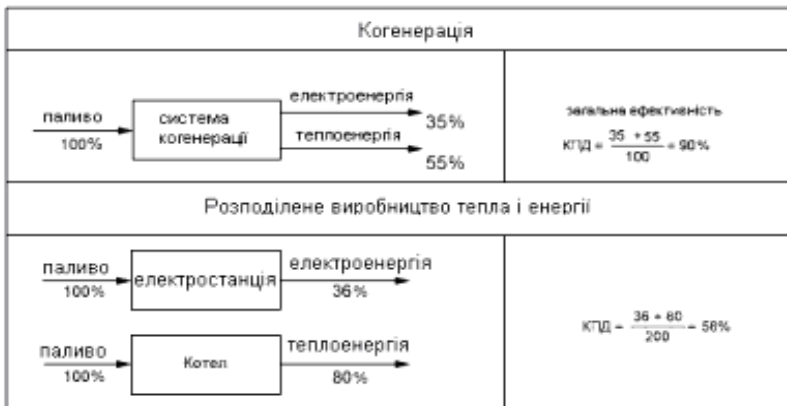 Когенерація
паливо
100%
система
когенерації
електроенергія
35%
теплоенергія
55%
загальна ефективність
КПД = 35 + 55 / 100 = 90%
Розподілене виробництво тепла і енергії
паливо
100%
електростанція
електроенергія
36%
паливо
100%
Котел
теплоенергія
80%
КПД = 36 + 80 / 200 = 58%